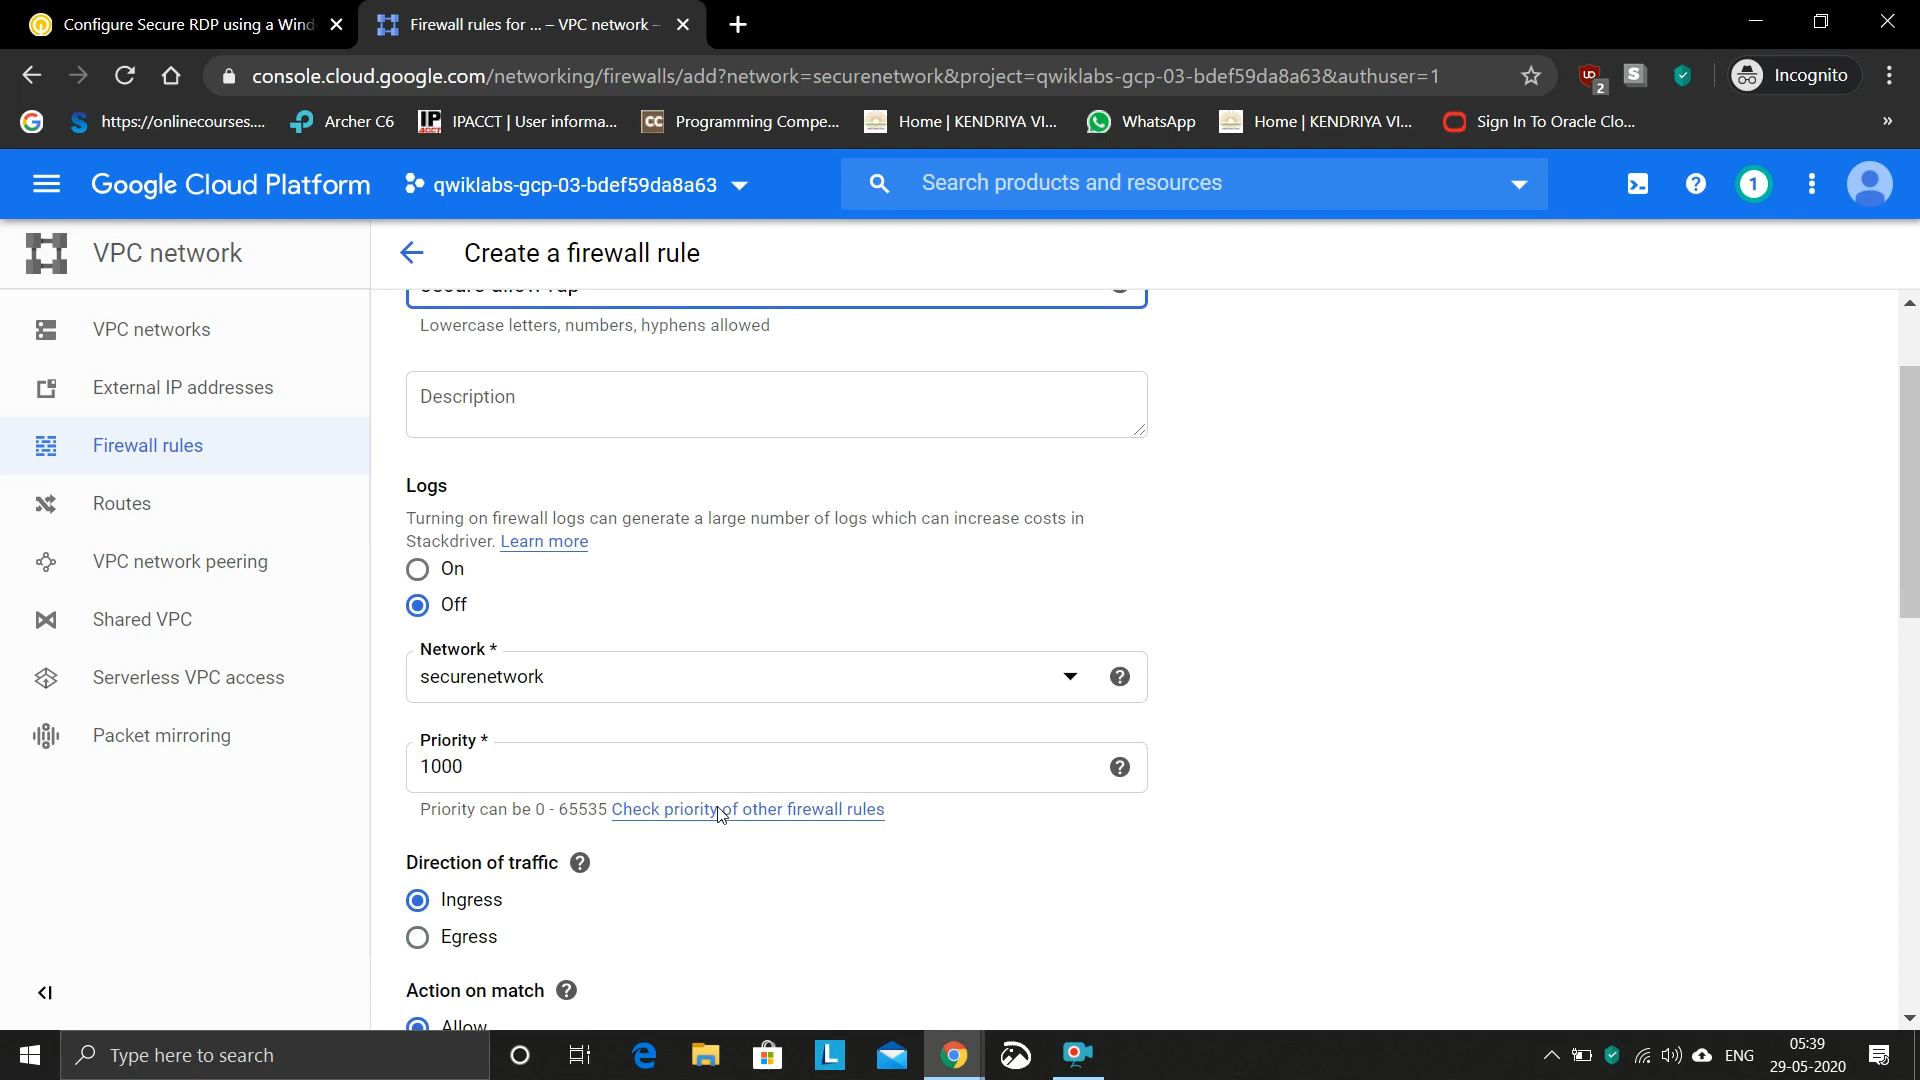 Configure Secure RDP using a Wind
Firewall rules for ... – VPC network –
console.cloud.google.com/networking/firewalls/add?network=securenetwork&project=qwiklabs-gcp-03-bdef59da8a63&authuser=1
2
Incognito
https://onlinecourses....
Archer C6
IPACCT | User informa...
Programming Compe...
Home | KENDRIYA VI...
WhatsApp
Home | KENDRIYA VI...
Sign In To Oracle Clo...
»
Google Cloud Platform
qwiklabs-gcp-03-bdef59da8a63
Search products and resources
1
VPC network
Create a firewall rule
VPC networks
External IP addresses
Firewall rules
Routes
VPC network peering
Shared VPC
Serverless VPC access
Packet mirroring
Lowercase letters, numbers, hyphens allowed
Description
Logs
Turning on firewall logs can generate a large number of logs which can increase costs in
Stackdriver. Learn more
On
Off
Network *
securenetwork
Priority *
1000
Priority can be 0 - 65535 Check priority of other firewall rules
Direction of traffic
Ingress
Egress
Action on match
Allow
Type here to search
ENG
05:39
29-05-2020